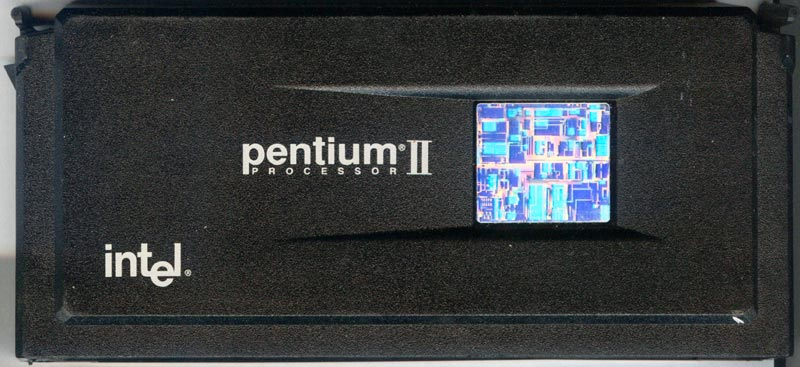 pentium® II
PROCESSOR
intel®